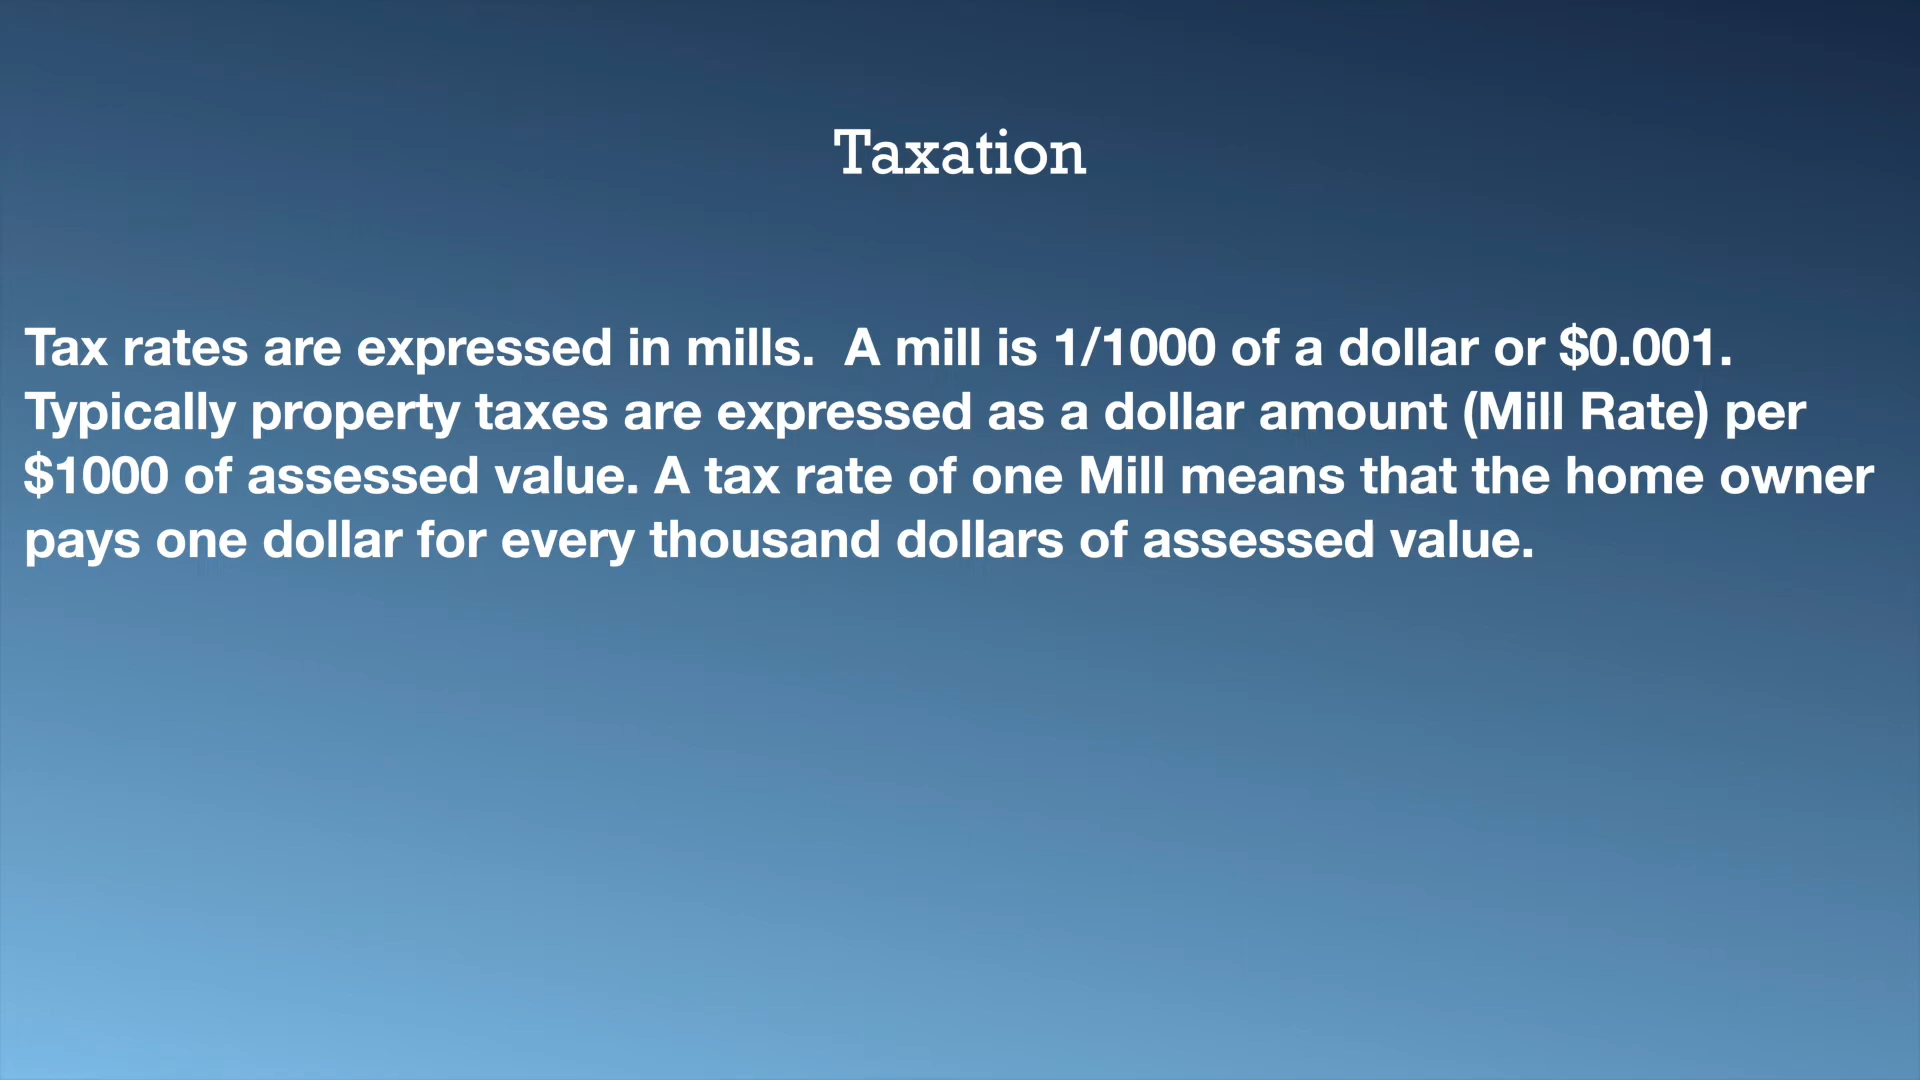 Taxation
Tax rates are expressed in mills.  A mill is 1/1000 of a dollar or $0.001.
Typically property taxes are expressed as a dollar amount (Mill Rate) per
$1000 of assessed value. A tax rate of one Mill means that the home owner
pays one dollar for every thousand dollars of assessed value.